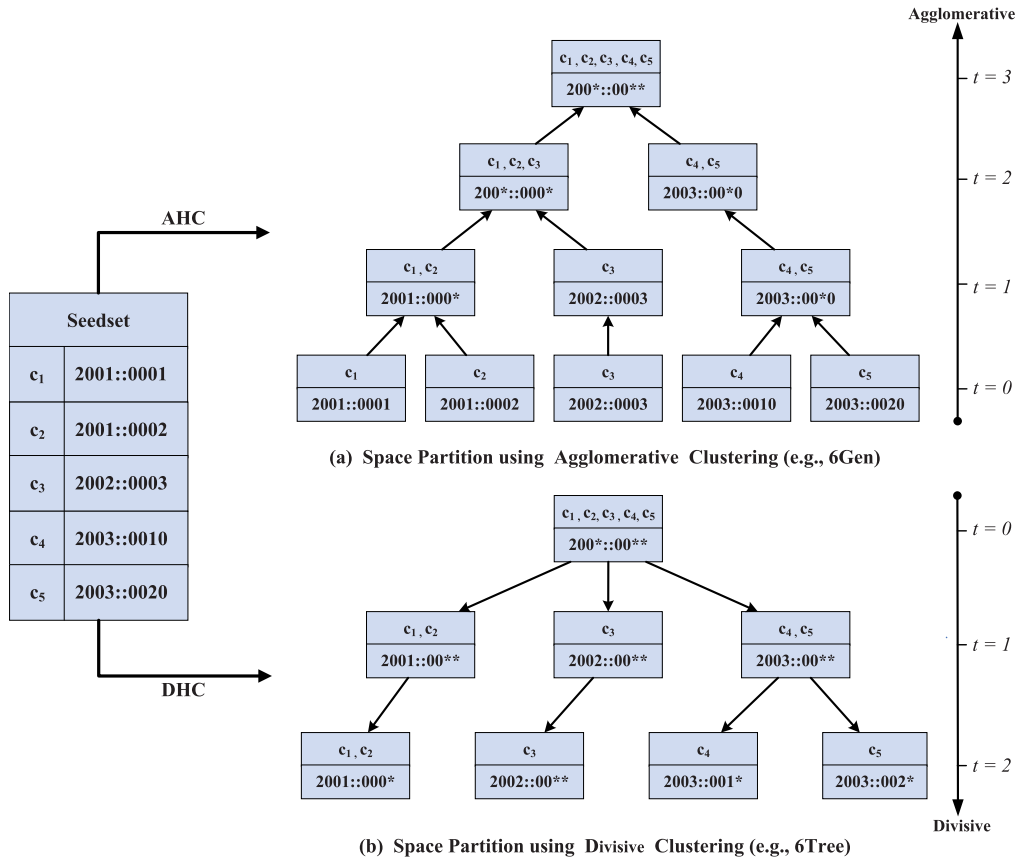 Agglomerative
c1, c2, c3, c4, c5
200*::00**
t = 3
c1, c2, c3
200*::000*
c4, c5
2003::00*0
t = 2
AHC
c1, c2
2001::000*
c3
2002::0003
c4, c5
2003::00*0
t = 1
c1
2001::0001
c2
2001::0002
c3
2002::0003
c4
2003::0010
c5
2003::0020
t = 0
(a) Space Partition using Agglomerative Clustering (e.g., 6Gen)
Seedset
c1 2001::0001
c2 2001::0002
c3 2002::0003
c4 2003::0010
c5 2003::0020
DHC
c1, c2, c3, c4, c5
200*::00**
t = 0
c1, c2
2001::00**
c3
2002::00**
c4, c5
2003::00**
t = 1
c1, c2
2001::000*
c3
2002::00**
c4
2003::001*
c5
2003::002*
t = 2
Divisive
(b) Space Partition using Divisive Clustering (e.g., 6Tree)